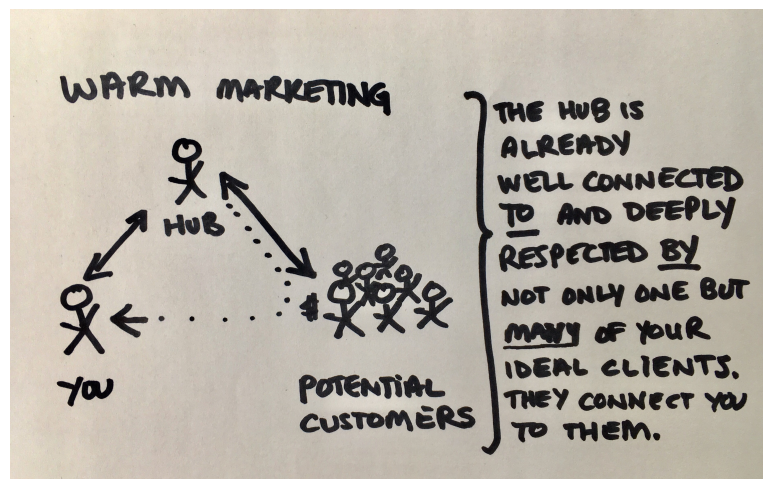 WARM MARKETING
HUB
YOU
POTENTIAL
CUSTOMERS
THE HUB IS
ALREADY
WELL CONNECTED
TO AND DEEPLY
RESPECTED BY
NOT ONLY ONE BUT
MANY OF YOUR
IDEAL CLIENTS.
THEY CONNECT YOU
TO THEM.